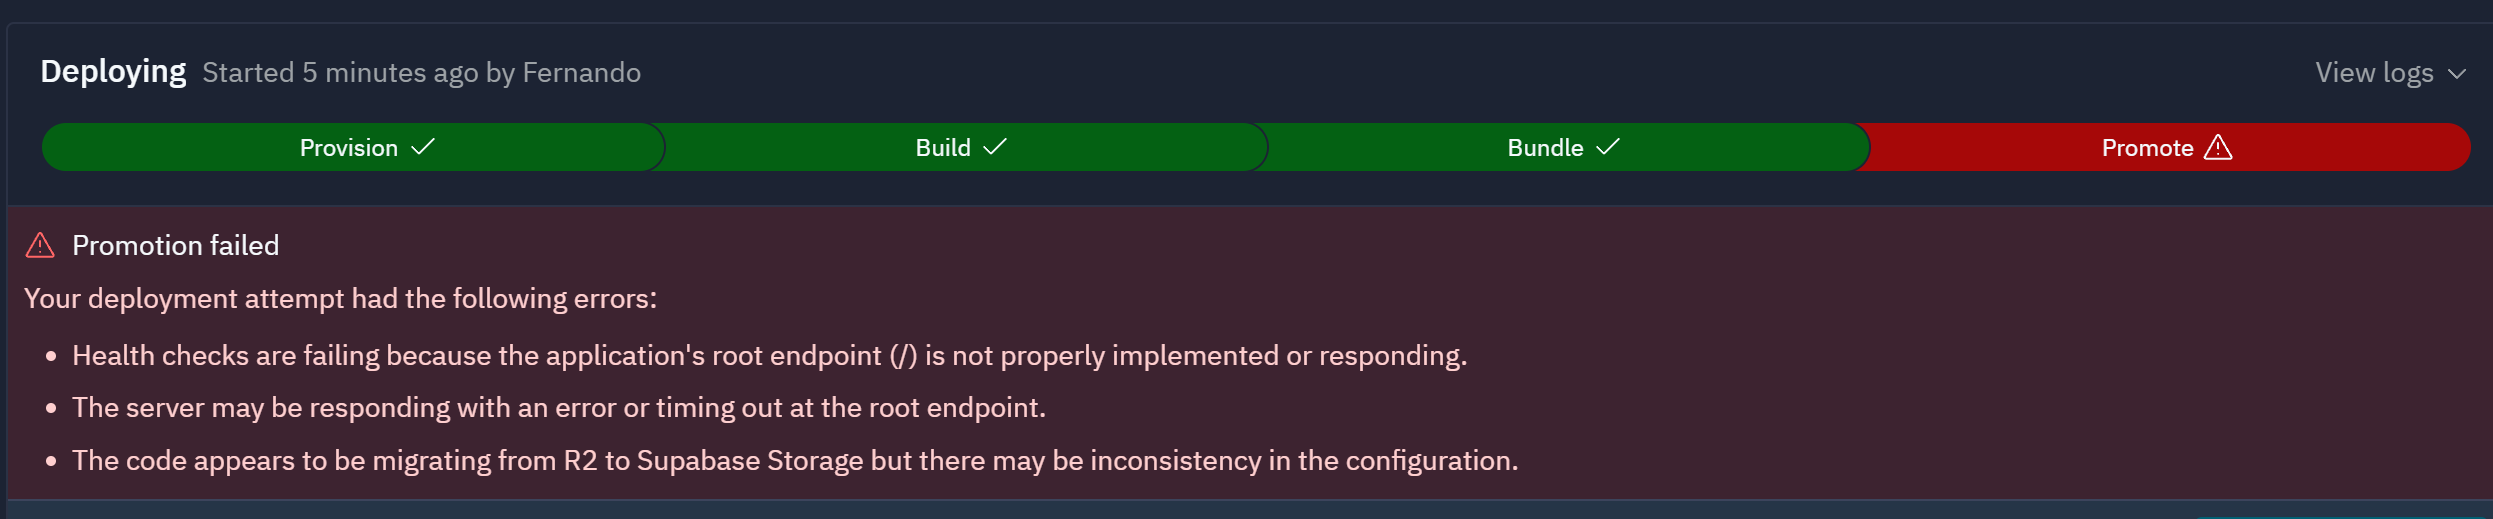 Deploying Started 5 minutes ago by Fernando View logs
Provision Build Bundle Promote
Promotion failed
Your deployment attempt had the following errors:
• Health checks are failing because the application's root endpoint (/) is not properly implemented or responding.
• The server may be responding with an error or timing out at the root endpoint.
• The code appears to be migrating from R2 to Supabase Storage but there may be inconsistency in the configuration.